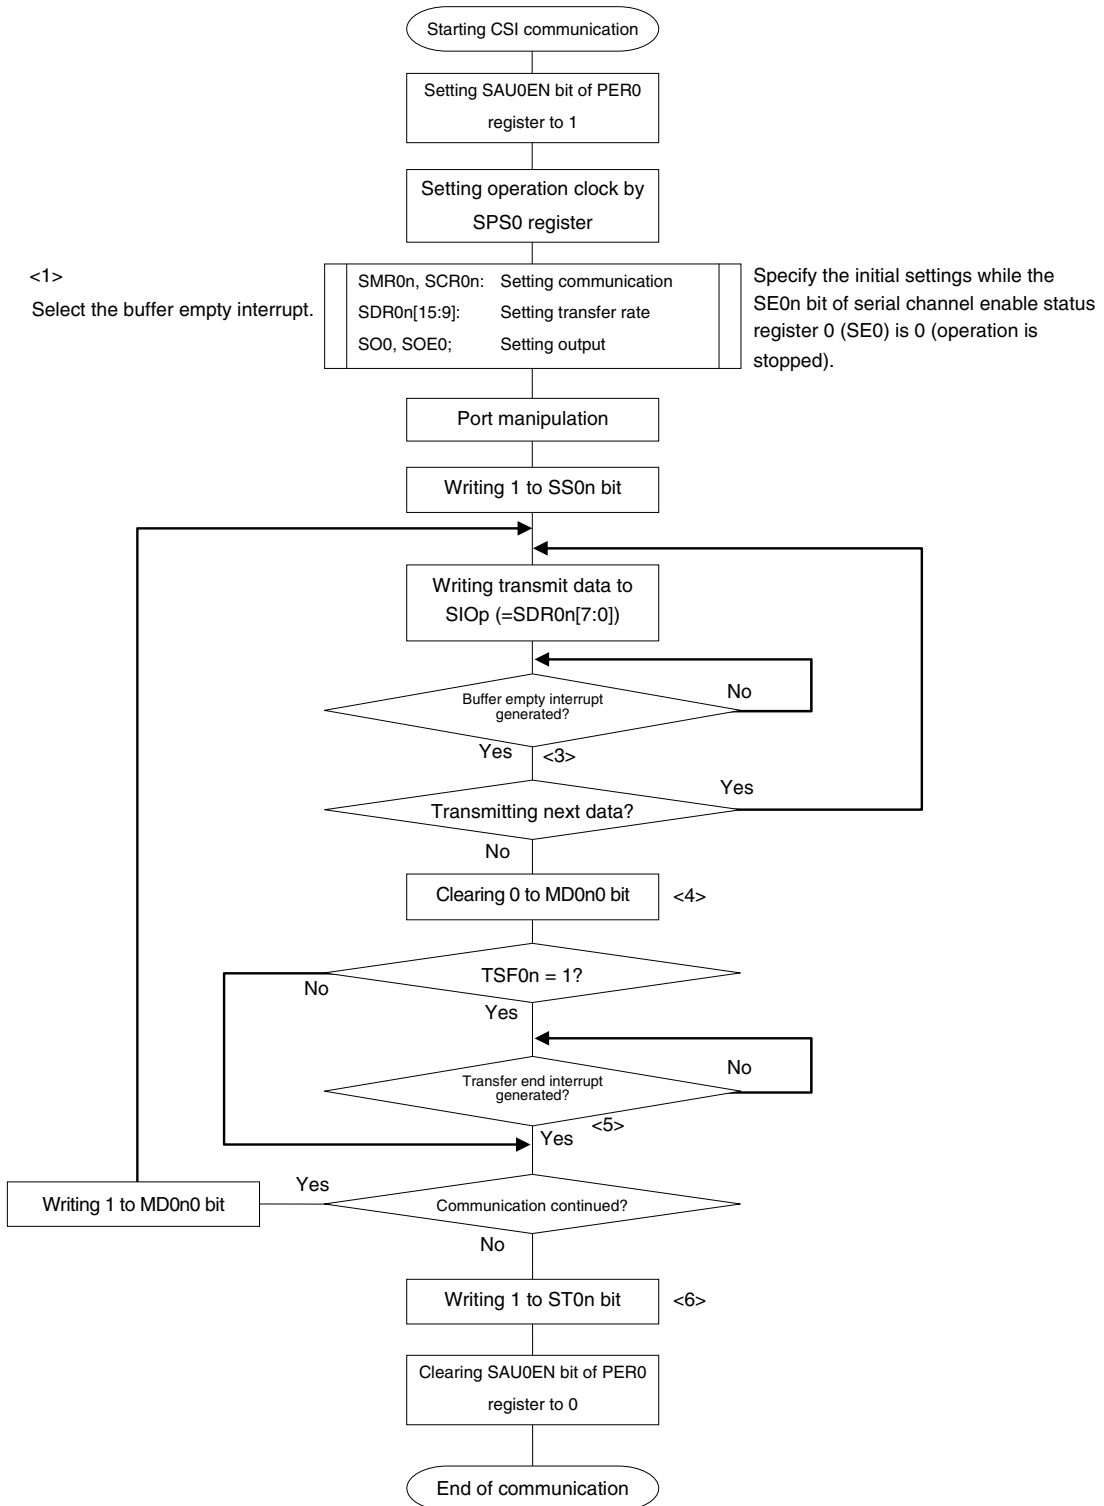 Starting CSI communication
Setting SAU0EN bit of PER0
register to 1
Setting operation clock by
SPS0 register
<1>
Select the buffer empty interrupt.
SMR0n, SCR0n: Setting communication
SDR0n[15:9]: Setting transfer rate
SO0, SOE0; Setting output
Specify the initial settings while the
SE0n bit of serial channel enable status
register 0 (SE0) is 0 (operation is
stopped).
Port manipulation
Writing 1 to SS0n bit
Writing transmit data to
SIOp (=SDR0n[7:0])
Buffer empty interrupt
generated?
No
Yes
<3>
Transmitting next data?
Yes
No
Clearing 0 to MD0n0 bit
<4>
TSF0n = 1?
No
Yes
Transfer end interrupt
generated?
No
<5>
Yes
Communication continued?
Yes
Writing 1 to MD0n0 bit
No
Writing 1 to ST0n bit
<6>
Clearing SAU0EN bit of PER0
register to 0
End of communication